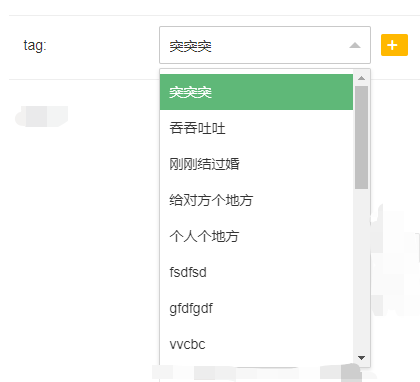 tag:
突突突
突突突
吞吞吐吐
刚刚结过婚
给对方个地方
个人个地方
fsdfsd
gfdfgdf
vvcbc